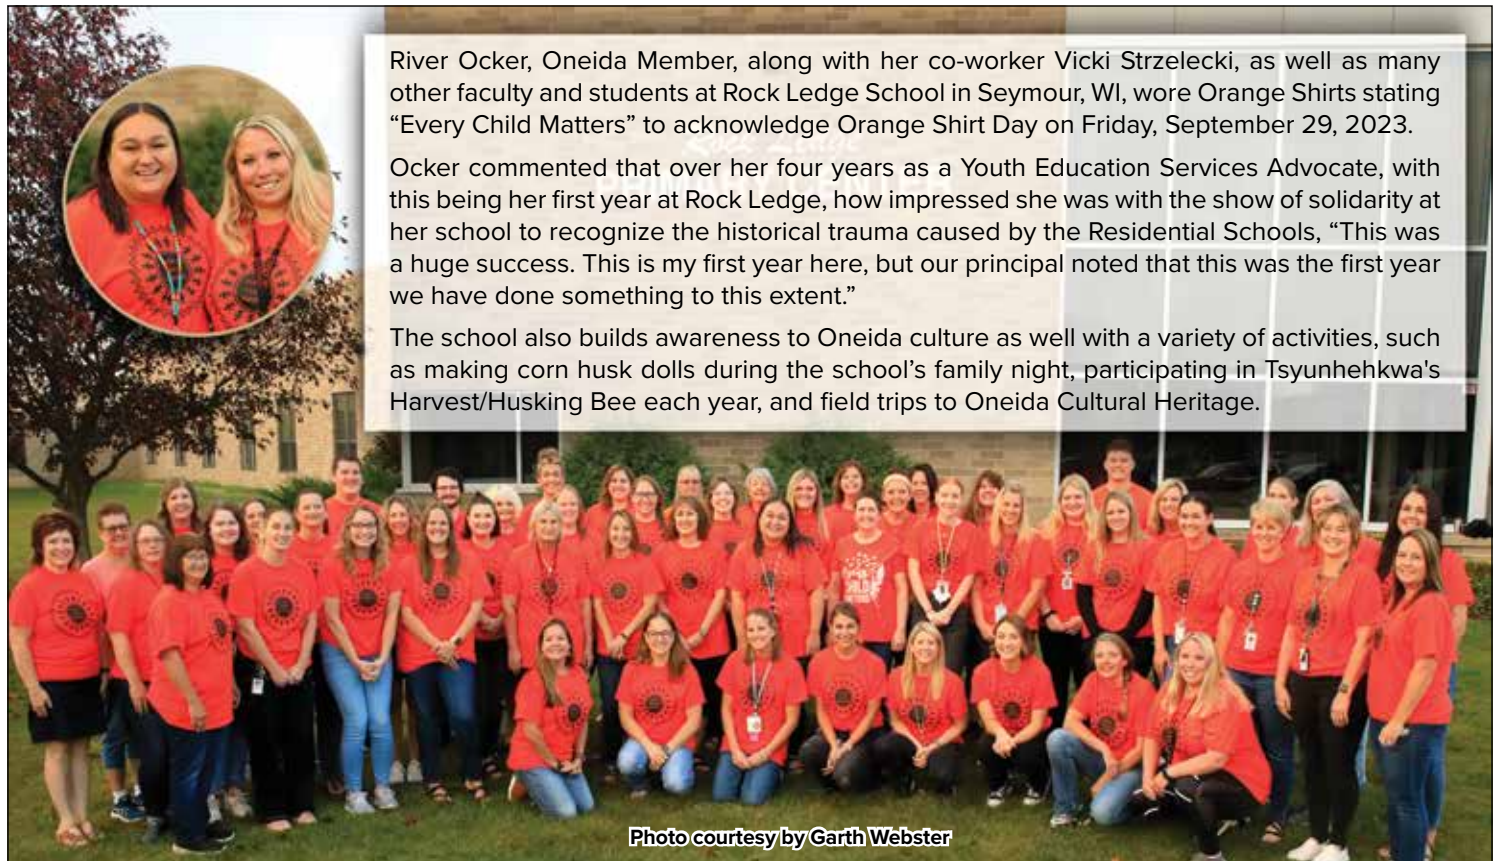 River Ocker, Oneida Member, along with her co-worker Vicki Strzelecki, as well as many
other faculty and students at Rock Ledge School in Seymour, WI, wore Orange Shirts stating
“Every Child Matters” to acknowledge Orange Shirt Day on Friday, September 29, 2023.
Ocker commented that over her four years as a Youth Education Services Advocate, with
this being her first year at Rock Ledge, how impressed she was with the show of solidarity at
her school to recognize the historical trauma caused by the Residential Schools, “This was
a huge success. This is my first year here, but our principal noted that this was the first year
we have done something to this extent.”
The school also builds awareness to Oneida culture as well with a variety of activities, such
as making corn husk dolls during the school’s family night, participating in Tsyunhehkwa's
Harvest/Husking Bee each year, and field trips to Oneida Cultural Heritage.
Rock Ledge
PRIMARY CENTER
Photo courtesy by Garth Webster